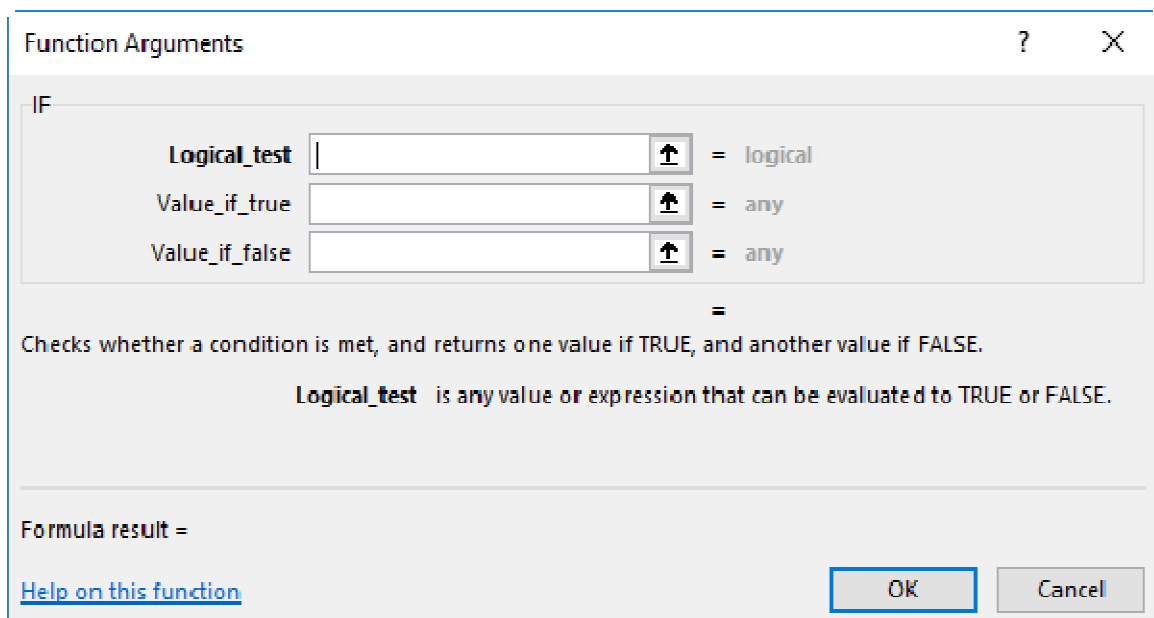 Function Arguments ? ×
IF
Logical_test = logical
Value_if_true = any
Value_if_false = any
=
Checks whether a condition is met, and returns one value if TRUE, and another value if FALSE.
Logical_test is any value or expression that can be evaluated to TRUE or FALSE.
Formula result =
Help on this function OK Cancel